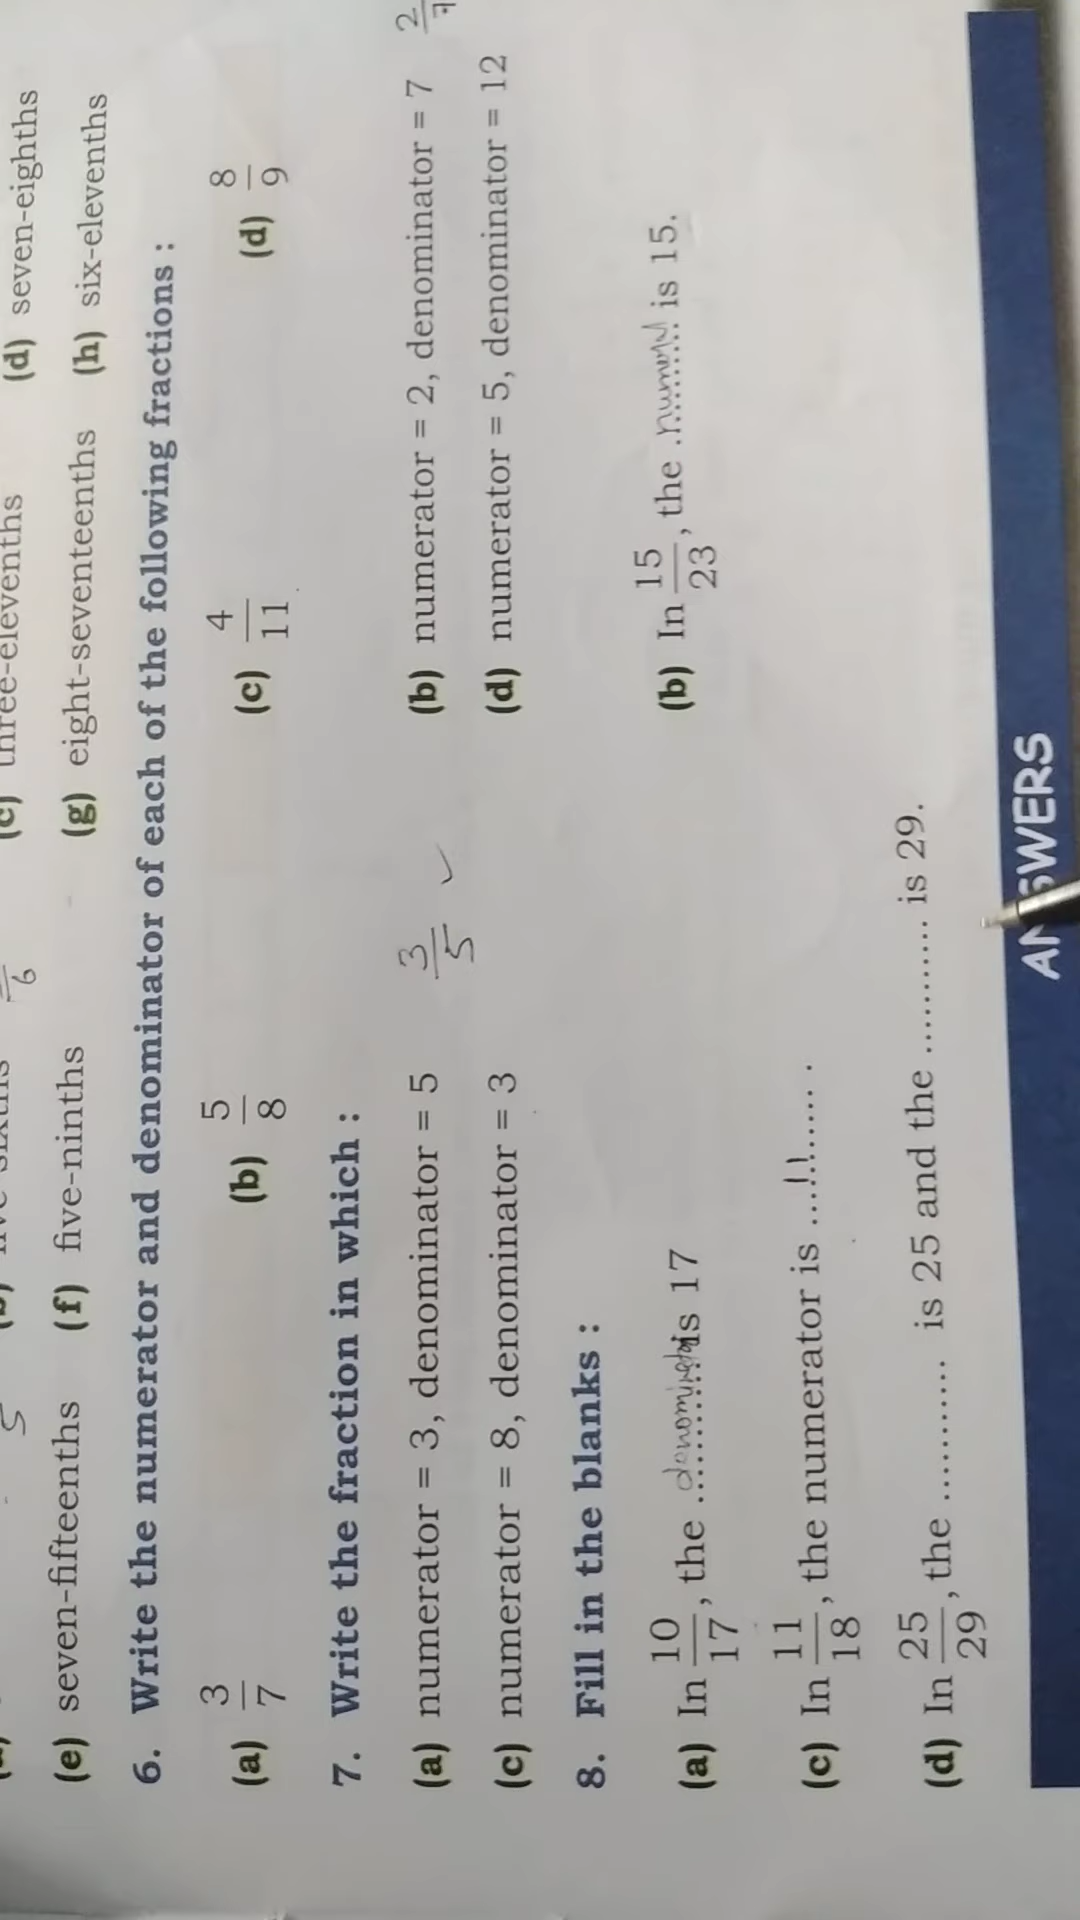 (d) seven-eighths
(e) seven-fifteenths (f) five-ninths (g) eight-seventeenths (h) six-elevenths
6. Write the numerator and denominator of each of the following fractions :
(a) 3/7 (b) 5/8 (c) 4/11 (d) 8/9
7. Write the fraction in which :
(a) numerator = 3, denominator = 5 3/5 ✓ (b) numerator = 2, denominator = 7 2/7
(c) numerator = 8, denominator = 3 (d) numerator = 5, denominator = 12
8. Fill in the blanks :
(a) In 10/17, the denominator is 17 (b) In 15/23, the ............ is 15.
(c) In 11/18, the numerator is ...11...... .
(d) In 25/29, the .......... is 25 and the ............ is 29.
ANSWERS